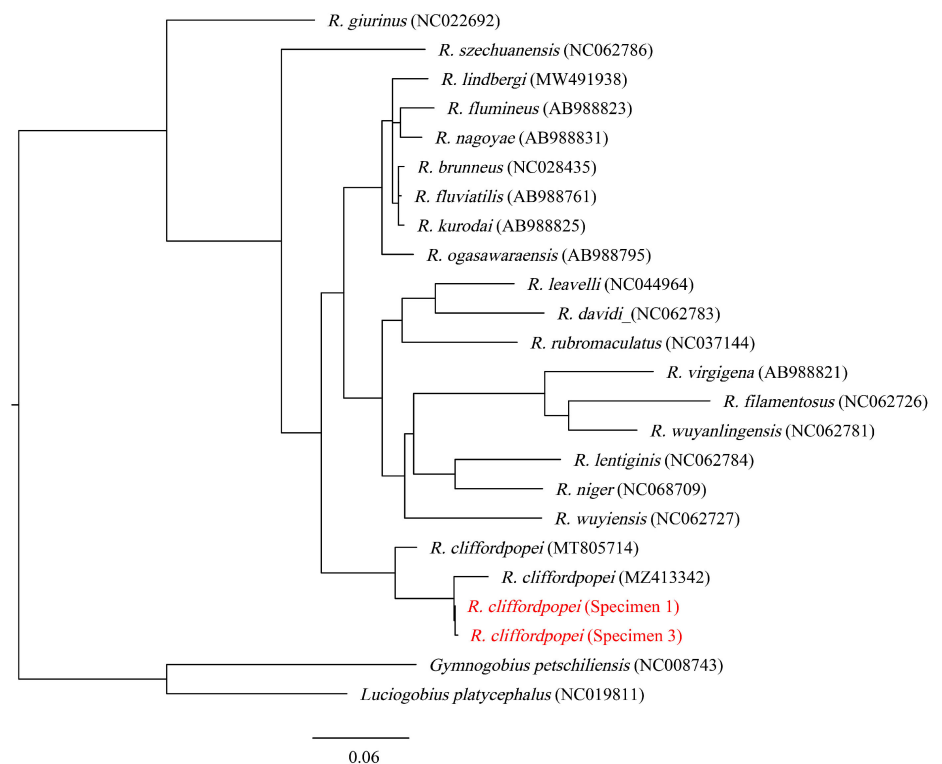 R. giurinus (NC022692)
R. szechuanensis (NC062786)
R. lindbergi (MW491938)
R. flumineus (AB988823)
R. nagoyae (AB988831)
R. brunneus (NC028435)
R. fluviatilis (AB988761)
R. kurodai (AB988825)
R. ogasawaraensis (AB988795)
R. leavelli (NC044964)
R. davidi_(NC062783)
R. rubromaculatus (NC037144)
R. virgigena (AB988821)
R. filamentosus (NC062726)
R. wuyanlingensis (NC062781)
R. lentiginis (NC062784)
R. niger (NC068709)
R. wuyiensis (NC062727)
R. cliffordpopei (MT805714)
R. cliffordpopei (MZ413342)
R. cliffordpopei (Specimen 1)
R. cliffordpopei (Specimen 3)
Gymnogobius petschiliensis (NC008743)
Luciogobius platycephalus (NC019811)
0.06